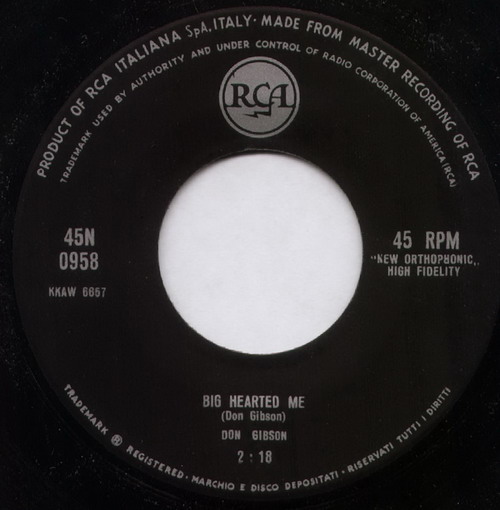 PRODUCT OF RCA ITALIANA SpA, ITALY · MADE FROM MASTER RECORDING OF RCA
TRADEMARK USED BY AUTHORITY AND UNDER CONTROL OF RADIO CORPORATION OF AMERICA (RCA)
RCA
45N
0958
KKAW 6657
45 RPM
"NEW ORTHOPHONIC„
HIGH FIDELITY
BIG HEARTED ME
(Don Gibson)
DON GIBSON
2 : 18
TRADEMARK ® REGISTERED · MARCHIO E DISCO DEPOSITATI · RISERVATI TUTTI I DIRITTI